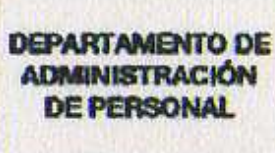 DEPARTAMENTO DE
ADMINISTRACIÓN
DE PERSONAL